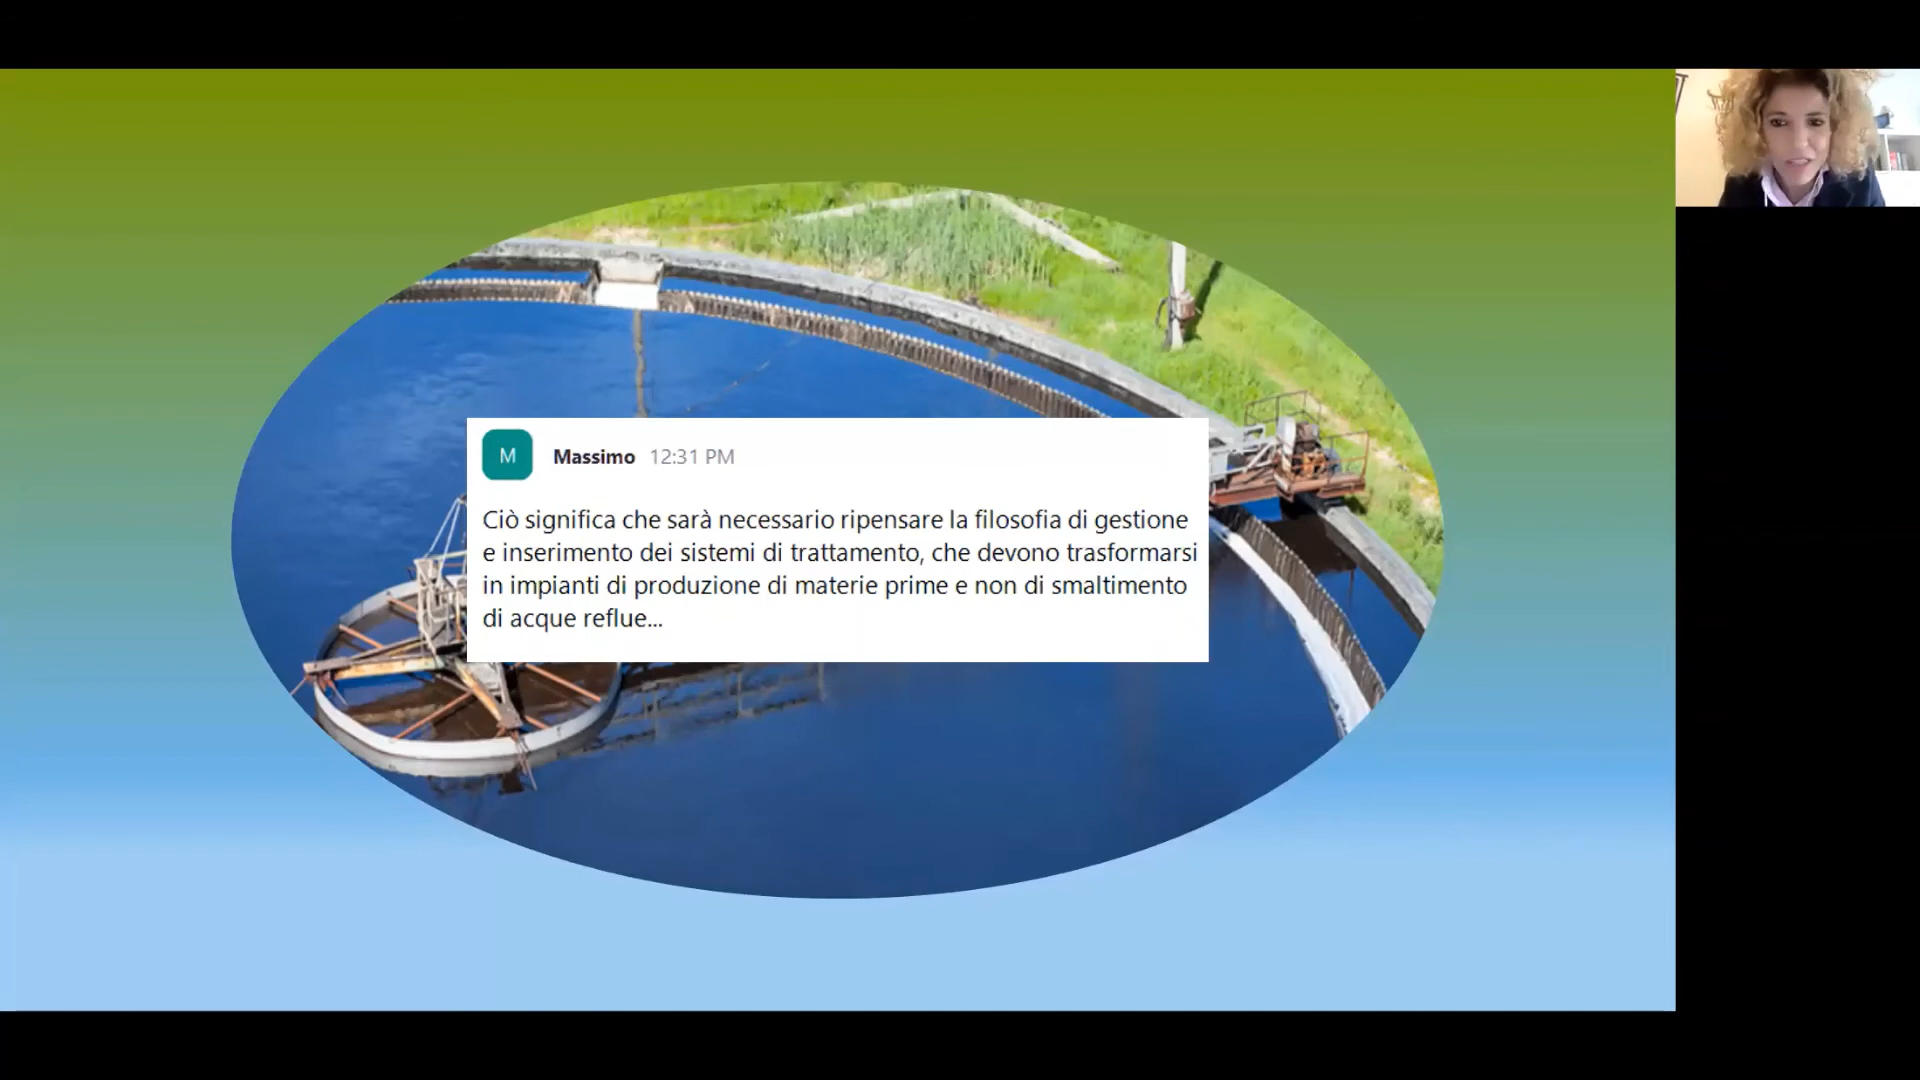 M
Massimo 12:31 PM
Ciò significa che sarà necessario ripensare la filosofia di gestione
e inserimento dei sistemi di trattamento, che devono trasformarsi
in impianti di produzione di materie prime e non di smaltimento
di acque reflue...